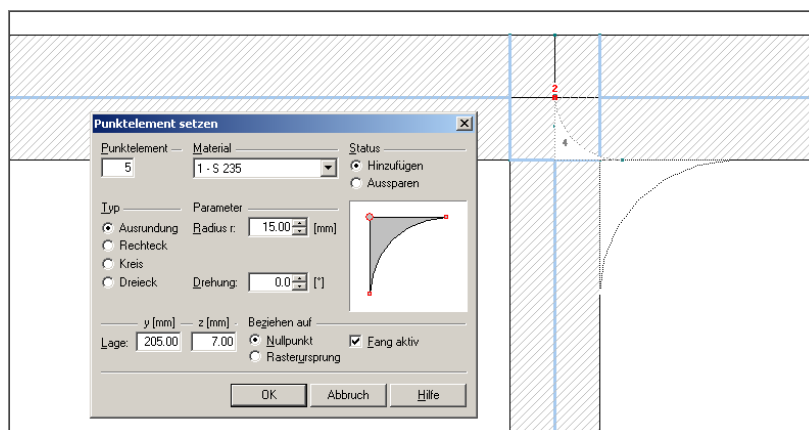 2
4
Punktelement setzen
Punktelement
5
Material
1 - S 235
Status
Hinzufügen
Aussparen
Typ
Ausrundung
Rechteck
Kreis
Dreieck
Parameter
Radius r: 15.00 [mm]
Drehung: 0.0 [°]
y [mm] z [mm]
Lage: 205.00 7.00
Beziehen auf
Nullpunkt
Rasterursprung
Fang aktiv
OK Abbruch Hilfe